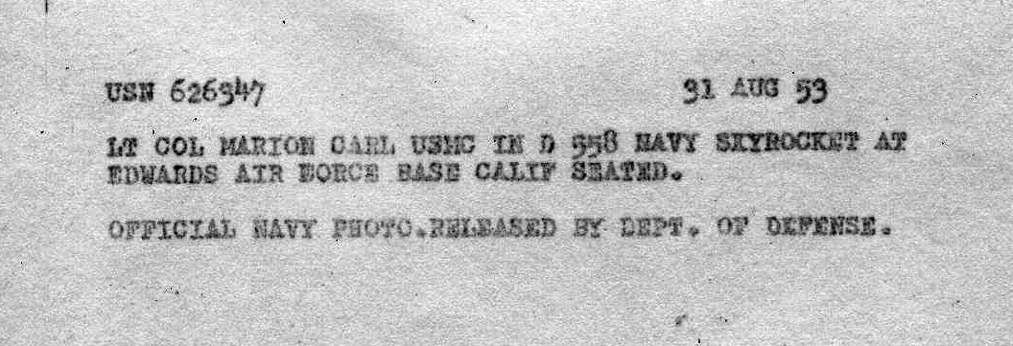 USN 626347 31 AUG 53
LT COL MARION CARL USMC IN D 558 NAVY SKYROCKET AT
EDWARDS AIR FORCE BASE CALIF SEATED.
OFFICIAL NAVY PHOTO.RELEASED BY DEPT. OF DEFENSE.